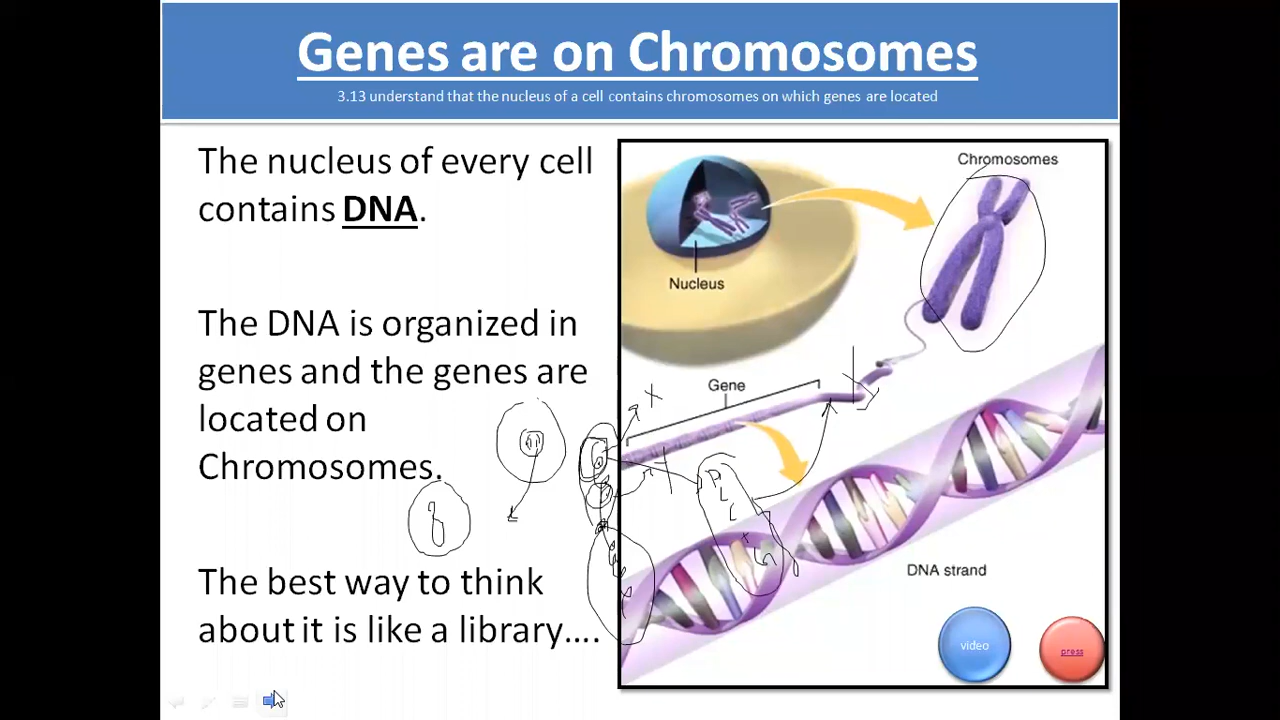 Genes are on Chromosomes
3.13 understand that the nucleus of a cell contains chromosomes on which genes are located
The nucleus of every cell
contains DNA.
The DNA is organized in
genes and the genes are
located on
Chromosomes.
The best way to think
about it is like a library....
Chromosomes
Nucleus
Gene
DNA strand
video
press